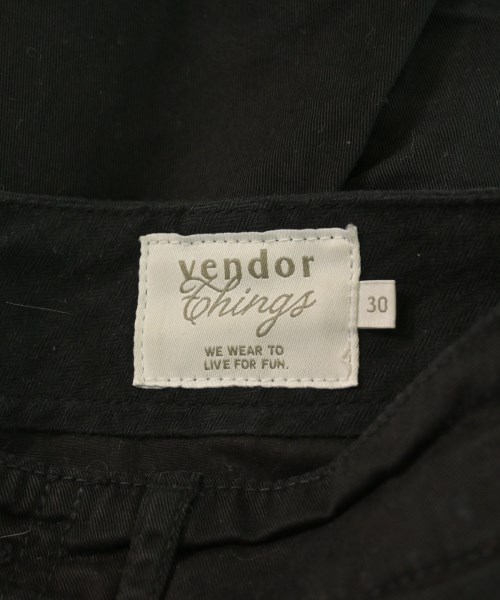 vendor
Things
30
WE WEAR TO
LIVE FOR FUN.